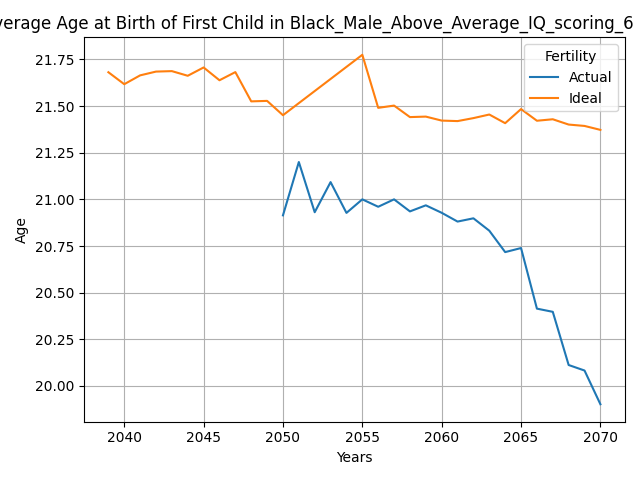 verage Age at Birth of First Child in Black_Male_Above_Average_IQ_scoring_6
Fertility
Actual
Ideal
21.75
21.50
21.25
21.00
20.75
20.50
20.25
20.00
Age
2040 2045 2050 2055 2060 2065 2070
Years